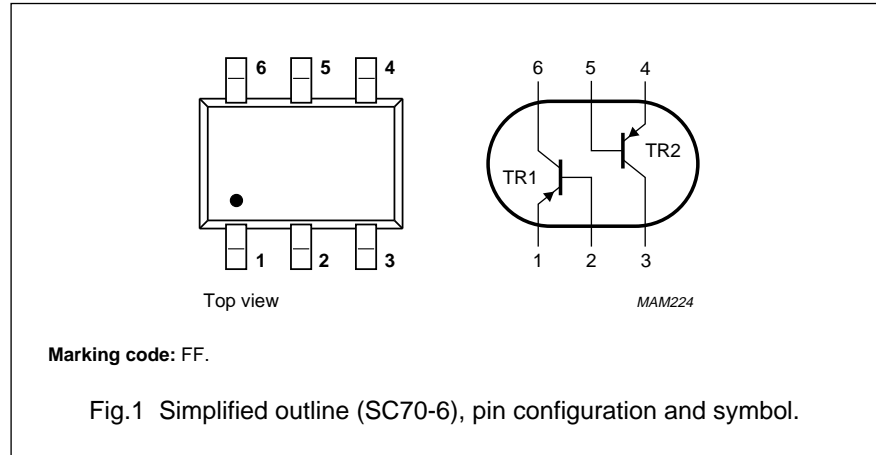 6 5 4
6 5 4
TR1
TR2
1 2 3
1 2 3
Top view
MAM224
Marking code: FF.
Fig.1 Simplified outline (SC70-6), pin configuration and symbol.